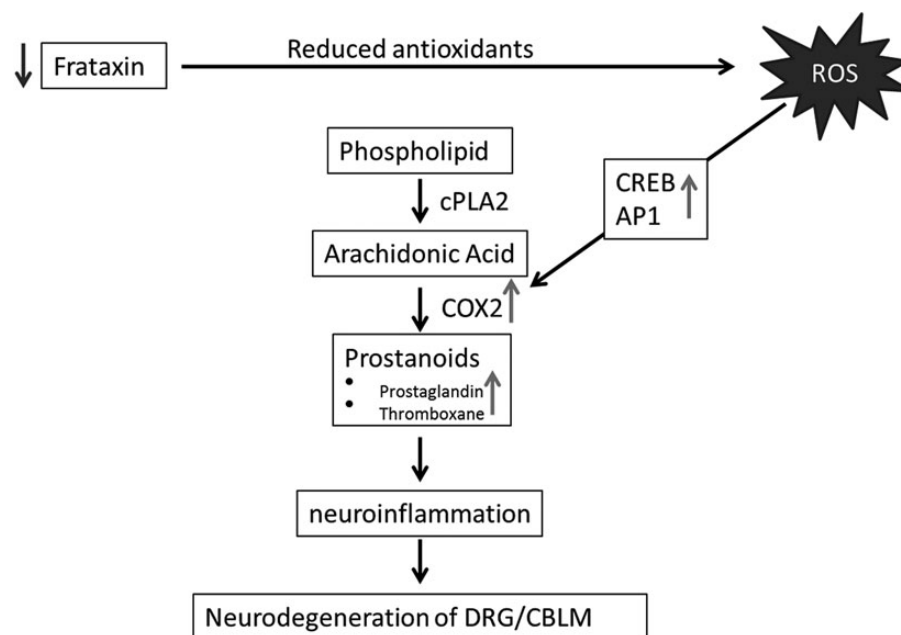 Reduced antioxidants
Frataxin
ROS
Phospholipid
cPLA2
CREB
AP1
Arachidonic Acid
COX2
Prostanoids
• Prostaglandin
• Thromboxane
neuroinflammation
Neurodegeneration of DRG/CBLM